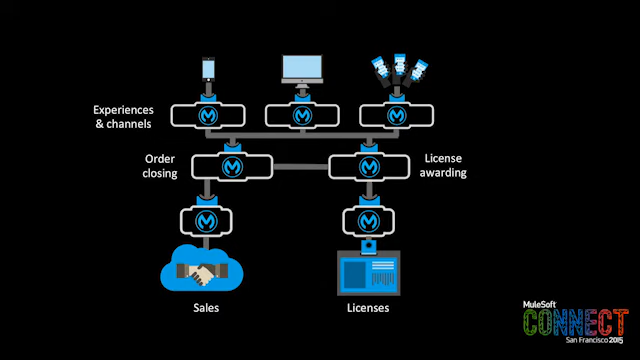 Experiences
& channels
Order
closing
License
awarding
Sales
Licenses
MuleSoft
CONNECT
San Francisco 2015